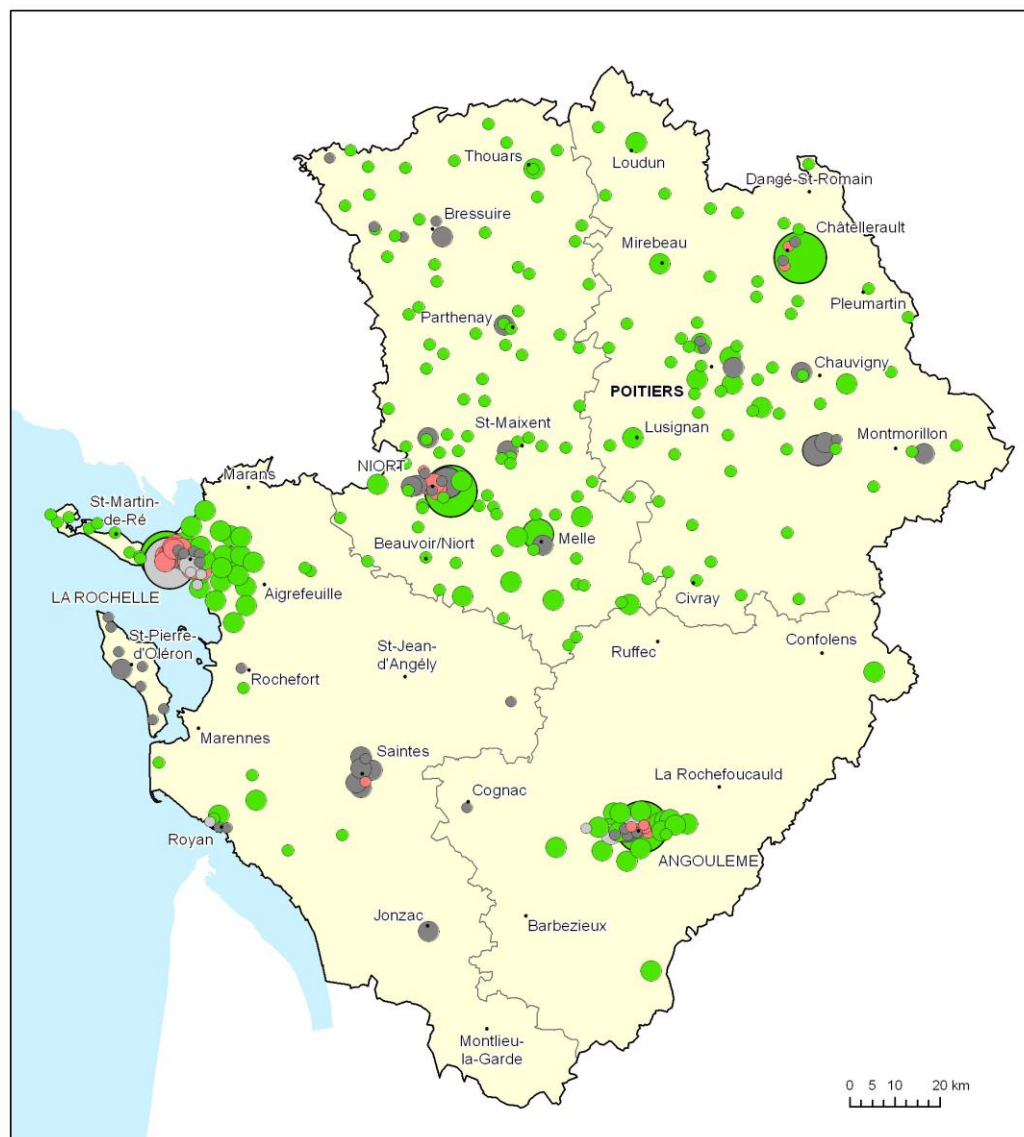 Loudun
Thouars
Dangé-St-Romain
Bressuire
Châtellerault
Mirebeau
Pleumartin
Parthenay
Chauvigny
POITIERS
St-Maixent
Lusignan
Montmorillon
NIORT
Marans
St-Martin-
de-Ré
Beauvoir/Niort
Melle
LA ROCHELLE
Aigrefeuille
Civray
St-Pierre-
d'Oléron
St-Jean-
d'Angély
Ruffec
Confolens
Rochefort
Marennes
Saintes
La Rochefoucauld
Cognac
Royan
ANGOULEME
Jonzac
Barbezieux
Montlieu-
la-Garde
0 5 10 20 km